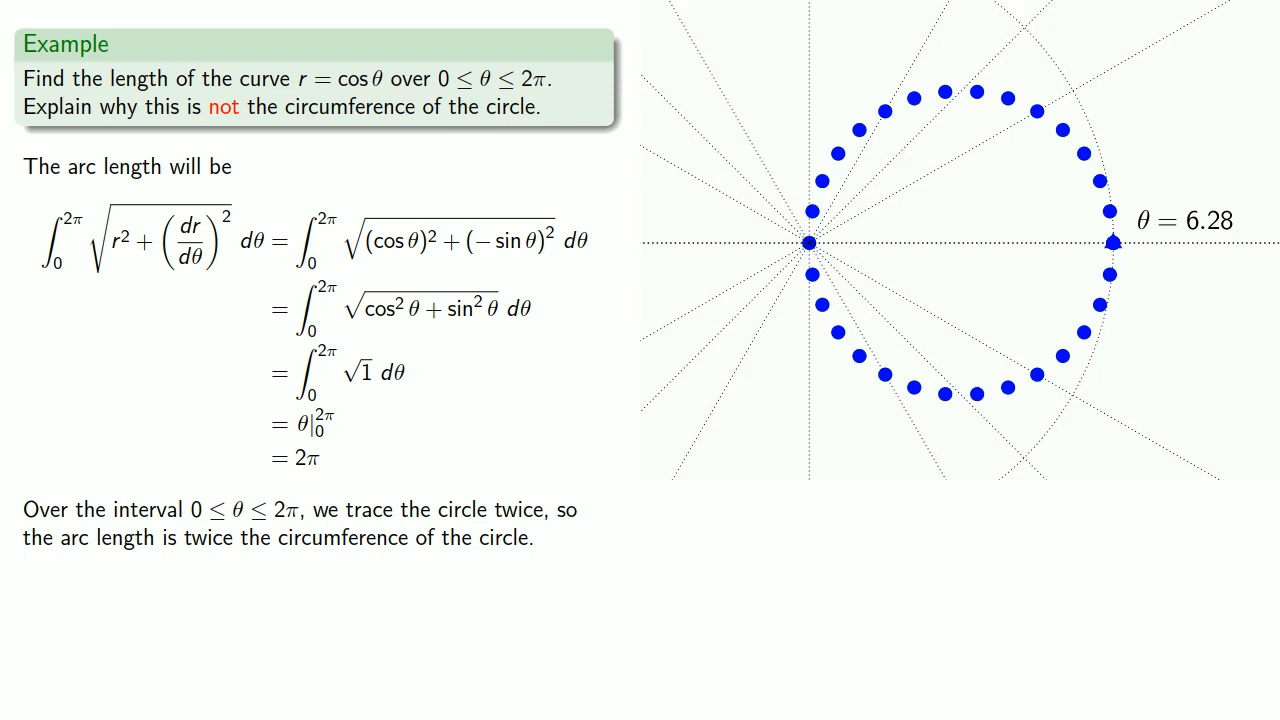 Example
Find the length of the curve r = cos θ over 0 ≤ θ ≤ 2π.
Explain why this is not the circumference of the circle.
The arc length will be
∫₀^{2π} √(r² + (dr/dθ)²) dθ = ∫₀^{2π} √((cos θ)² + (− sin θ)²) dθ
= ∫₀^{2π} √(cos² θ + sin² θ) dθ
= ∫₀^{2π} √1 dθ
= θ|₀^{2π}
= 2π
Over the interval 0 ≤ θ ≤ 2π, we trace the circle twice, so
the arc length is twice the circumference of the circle.
θ = 6.28